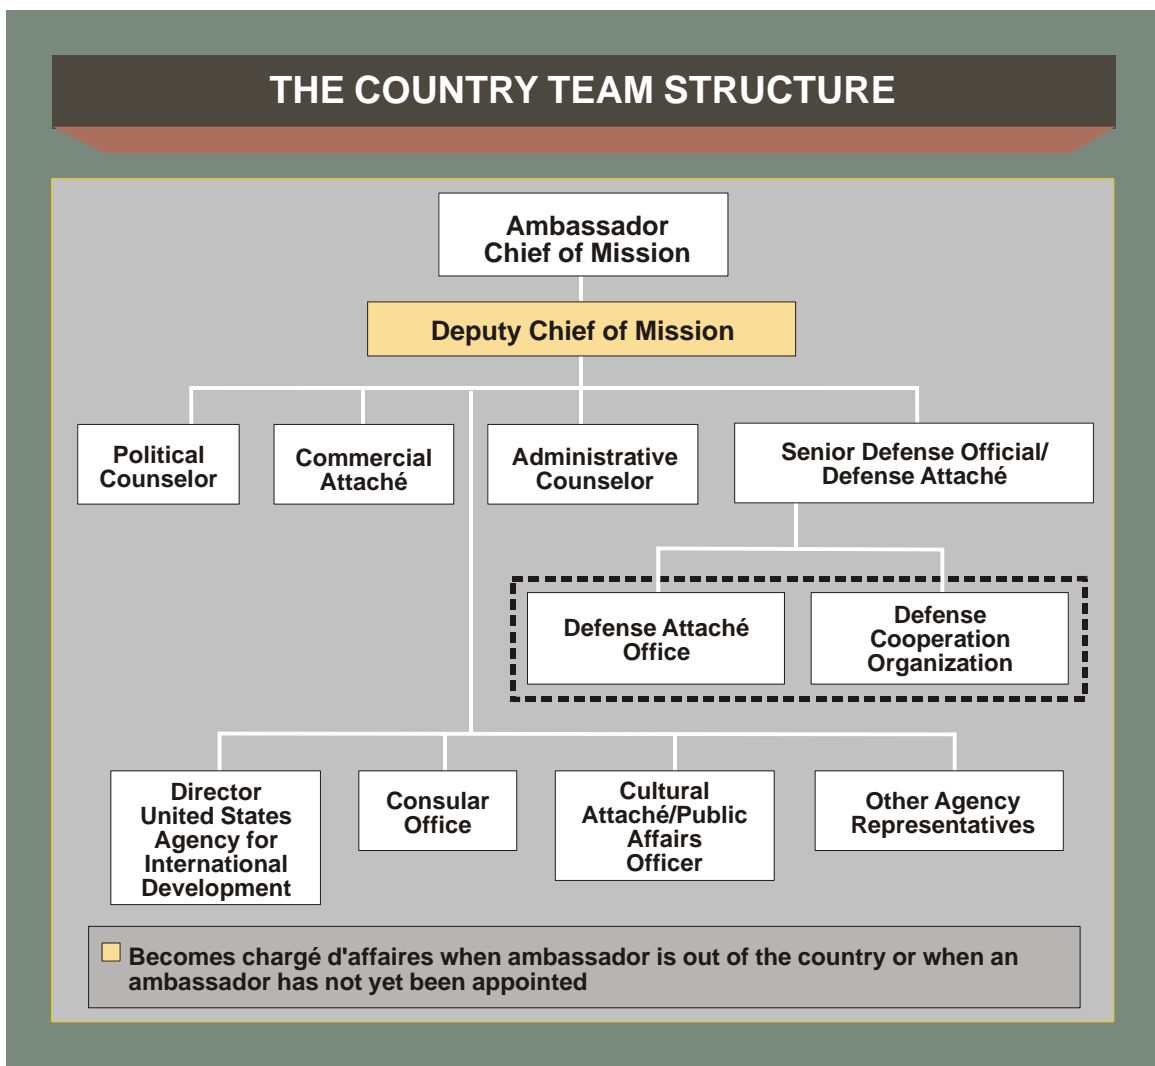 THE COUNTRY TEAM STRUCTURE
Ambassador
Chief of Mission
Deputy Chief of Mission
Political
Counselor
Commercial
Attaché
Administrative
Counselor
Senior Defense Official/
Defense Attaché
Defense Attaché
Office
Defense
Cooperation
Organization
Director
United States
Agency for
International
Development
Consular
Office
Cultural
Attaché/Public
Affairs
Officer
Other Agency
Representatives
Becomes chargé d'affaires when ambassador is out of the country or when an
ambassador has not yet been appointed